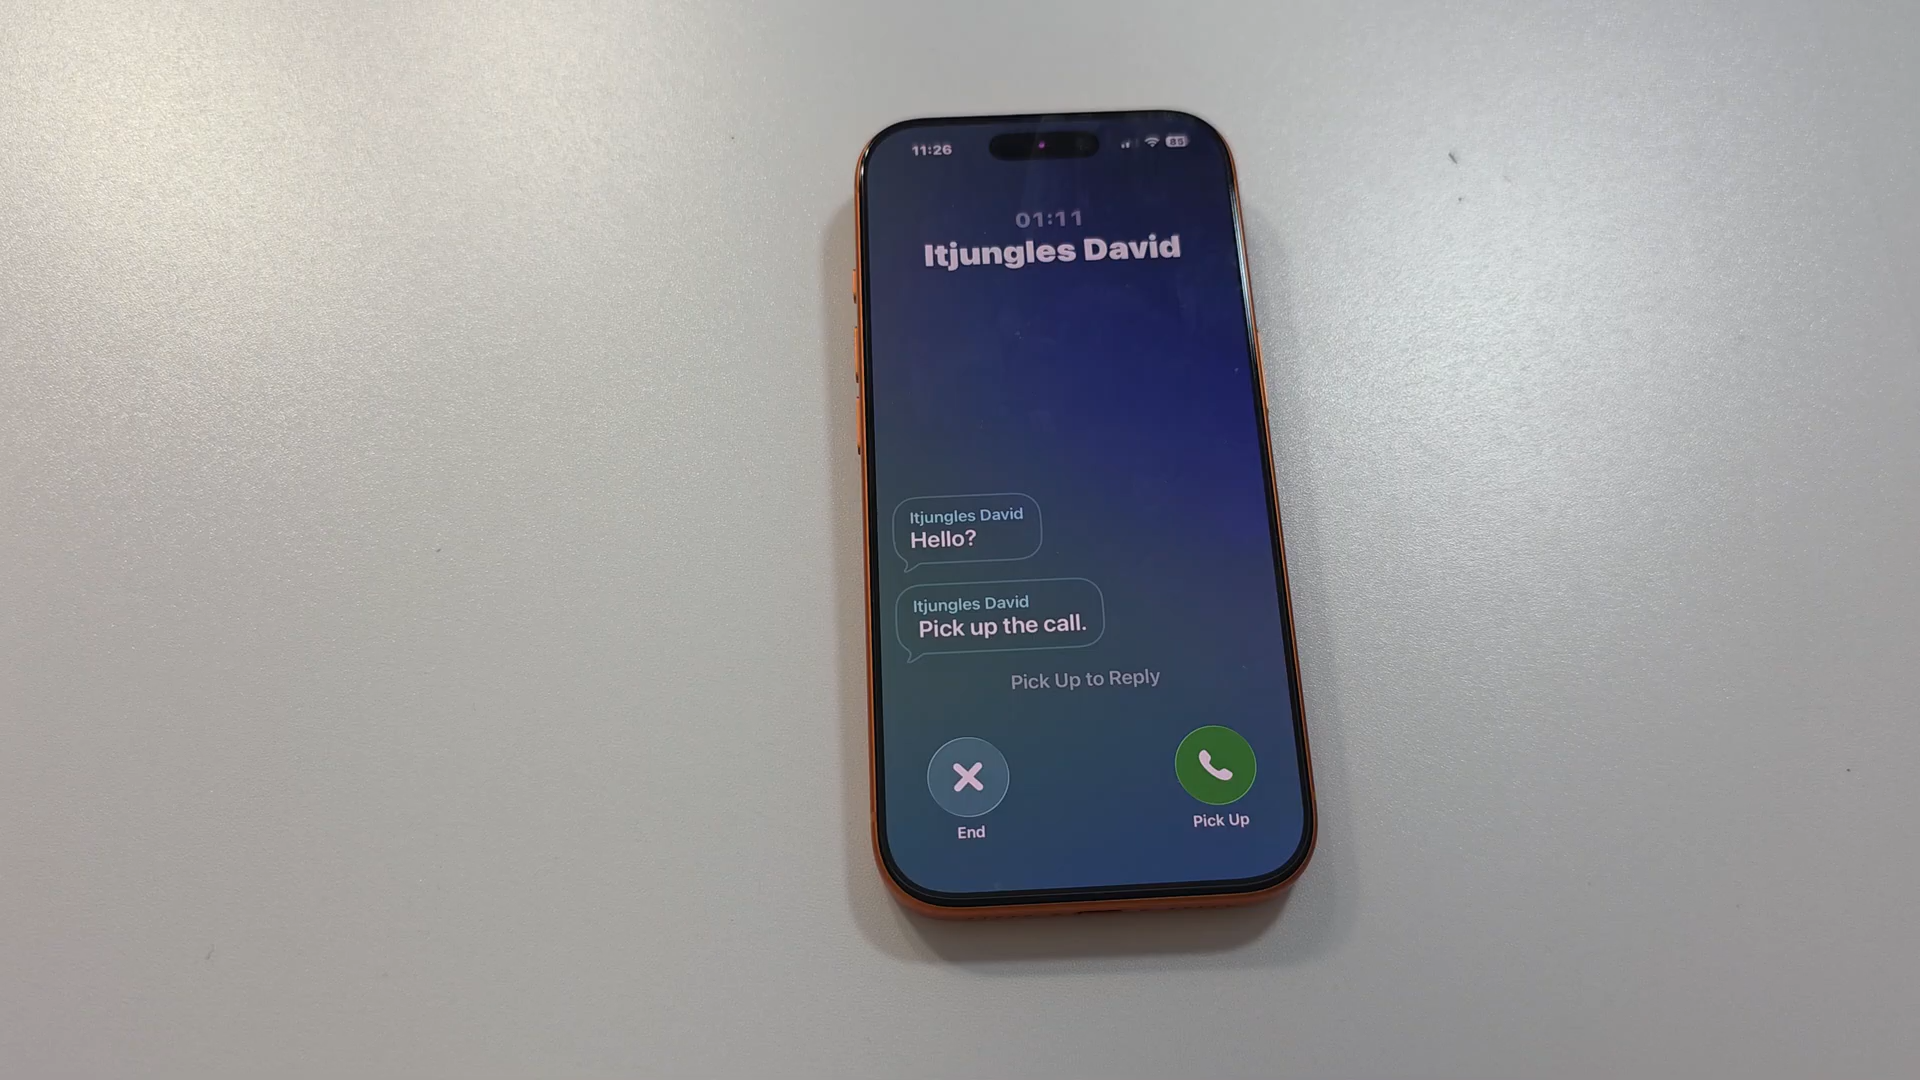 11:26
85
01:11
Itjungles David
Itjungles David
Hello?
Itjungles David
Pick up the call.
Pick Up to Reply
End
Pick Up